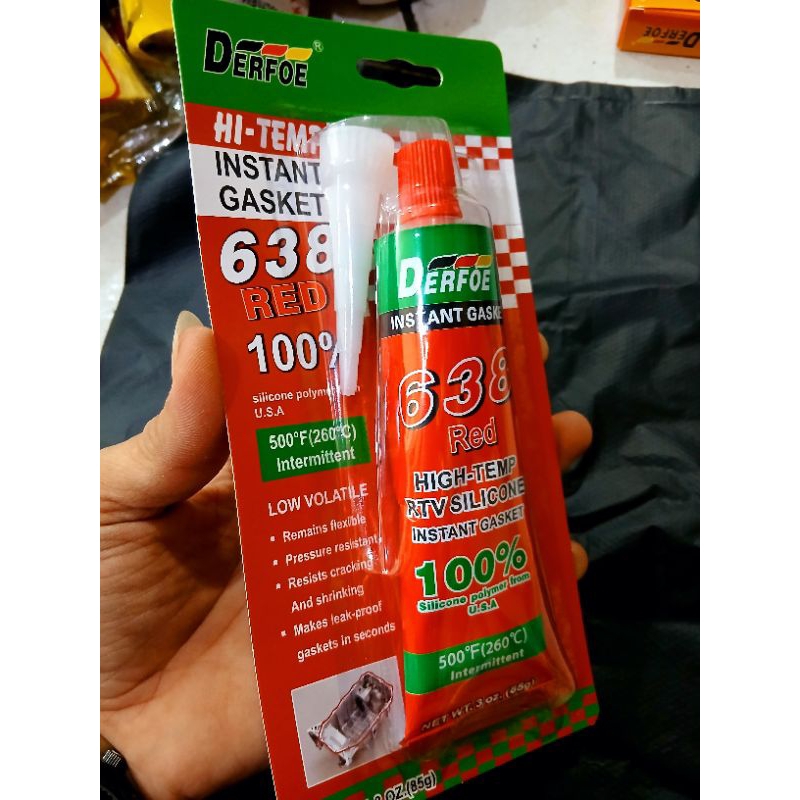 DERFOE®
HI-TEMP
INSTANT
GASKET
638
RED
100%
silicone polymer
U.S.A
500°F(260°C)
Intermittent
LOW VOLATILE
• Remains flexible
• Pressure resistant
• Resists cracking
And shrinking
• Makes leak-proof
gaskets in seconds
OZ.(85g)
DERFOE
INSTANT GASKE
638
Red
HIGH-TEMP
RTV SILICONE
INSTANT GASKET
100%
Silicone polymer from
U.S.A
500°F(260°C)
Intermittent
NET WT. 3 OZ. (85g)